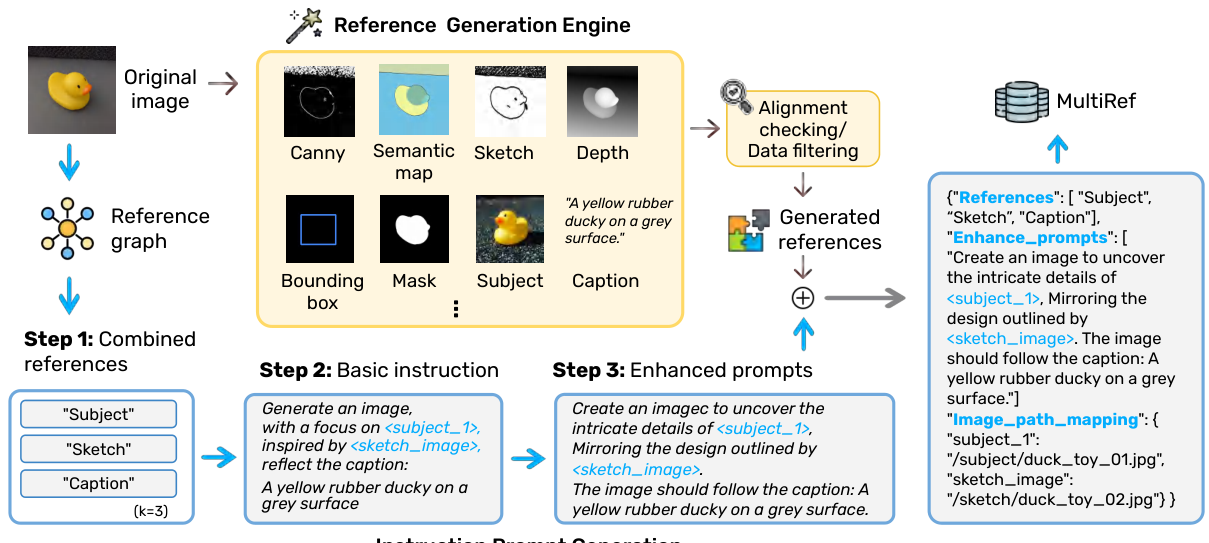 Reference Generation Engine
Original
image
Canny
Semantic
map
Sketch
Depth
"A yellow rubber
ducky on a grey
surface."
Bounding
box
Mask
Subject
Caption
Alignment
checking/
Data filtering
Generated
references
MultiRef
Reference
graph
Step 1: Combined
references
"Subject"
"Sketch"
"Caption"
(k=3)
Step 2: Basic instruction
Generate an image,
with a focus on <subject_1>,
inspired by <sketch_image>,
reflect the caption:
A yellow rubber ducky on a
grey surface
Step 3: Enhanced prompts
Create an imagec to uncover the
intricate details of <subject_1>,
Mirroring the design outlined by
<sketch_image>.
The image should follow the caption: A
yellow rubber ducky on a grey surface.
{"References": [ "Subject",
“Sketch”, "Caption"],
"Enhance_prompts": [
"Create an image to uncover
the intricate details of
<subject_1>, Mirroring the
design outlined by
<sketch_image>. The image
should follow the caption: A
yellow rubber ducky on a grey
surface."]
"Image_path_mapping": {
"subject_1":
"/subject/duck_toy_01.jpg",
"sketch_image":
"/sketch/duck_toy_02.jpg"} }
Instruction Prompt Generation